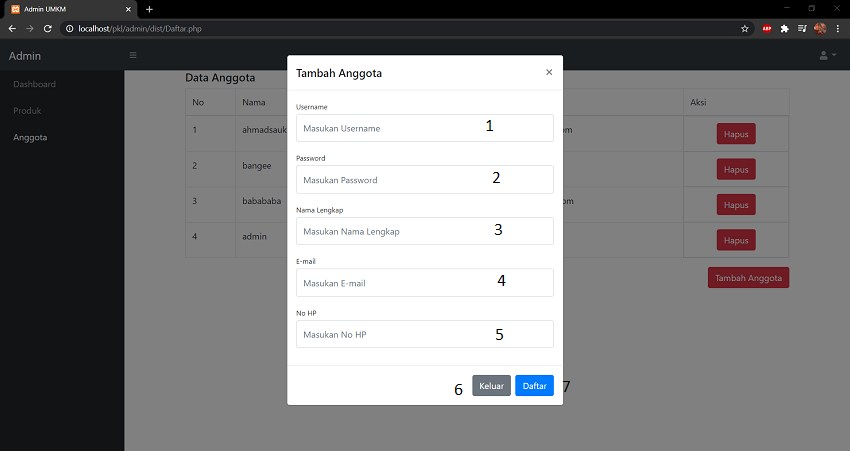 Admin UMKM
localhost/pkl/admin/dist/Daftar.php
ABP
Admin
Dashboard
Produk
Anggota
Data Anggota
No Nama Aksi
1 ahmadsauk om Hapus
2 bangee Hapus
3 babababa om Hapus
4 admin Hapus
Tambah Anggota
Tambah Anggota
Username
Masukan Username 1
Password
Masukan Password 2
Nama Lengkap
Masukan Nama Lengkap 3
E-mail
Masukan E-mail 4
No HP
Masukan No HP 5
6 Keluar Daftar 7